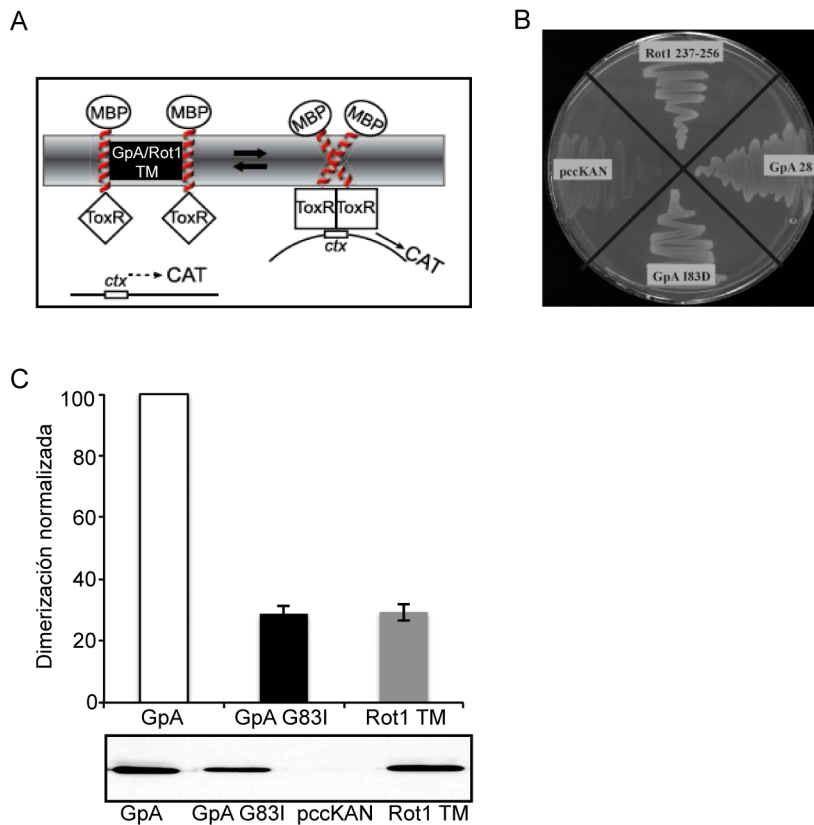 A
MBP MBP MBP MBP
GpA/Rot1
TM
ToxR ToxR ToxR ToxR
ctx CAT
ctx CAT
B
Rot1 237-256
pccKAN
GpA 28
GpA I83D
C
Dimerización normalizada
100
80
60
40
20
0
GpA GpA G83I Rot1 TM
GpA GpA G83I pccKAN Rot1 TM